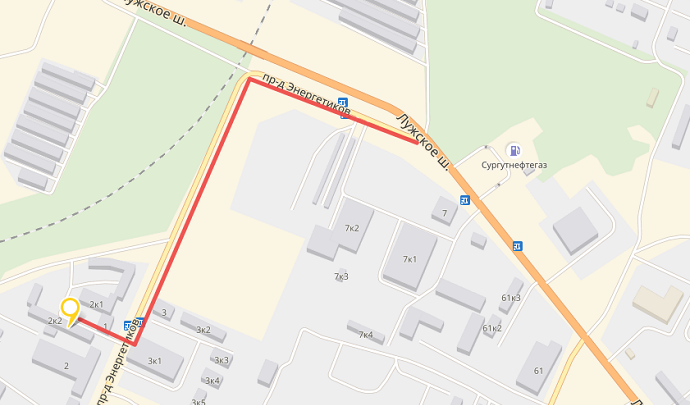 Лужское ш.
пр-д Энергетиков
Лужское ш.
Сургутнефтегаз
7
7к2
7к1
7к3
61к3
2к1
2к2
1
3
3к2
7к4
61к2
2
3к1
3к3
3к4
61
3к5
пр-д Энергетиков